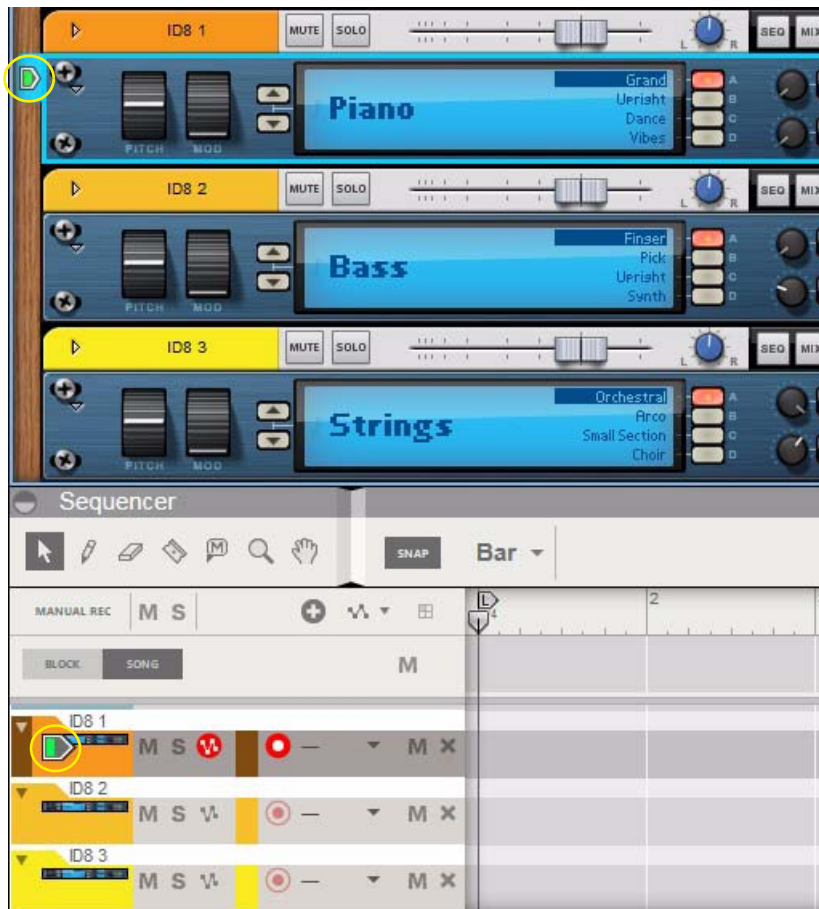 ID8 1 MUTE SOLO L R SEQ MIX
Piano
Grand A
Upright B
Dance C
Vibes D
PITCH MOD
ID8 2 MUTE SOLO L R SEQ MIX
Bass
Finger A
Pick B
Upright C
Synth D
PITCH MOD
ID8 3 MUTE SOLO L R SEQ MIX
Strings
Orchestral A
Arco B
Small Section C
Choir D
PITCH MOD
Sequencer
M SNAP Bar
MANUAL REC M S L 4 2
BLOCK SONG M
ID8 1
M S M
ID8 2
M S M
ID8 3
M S M